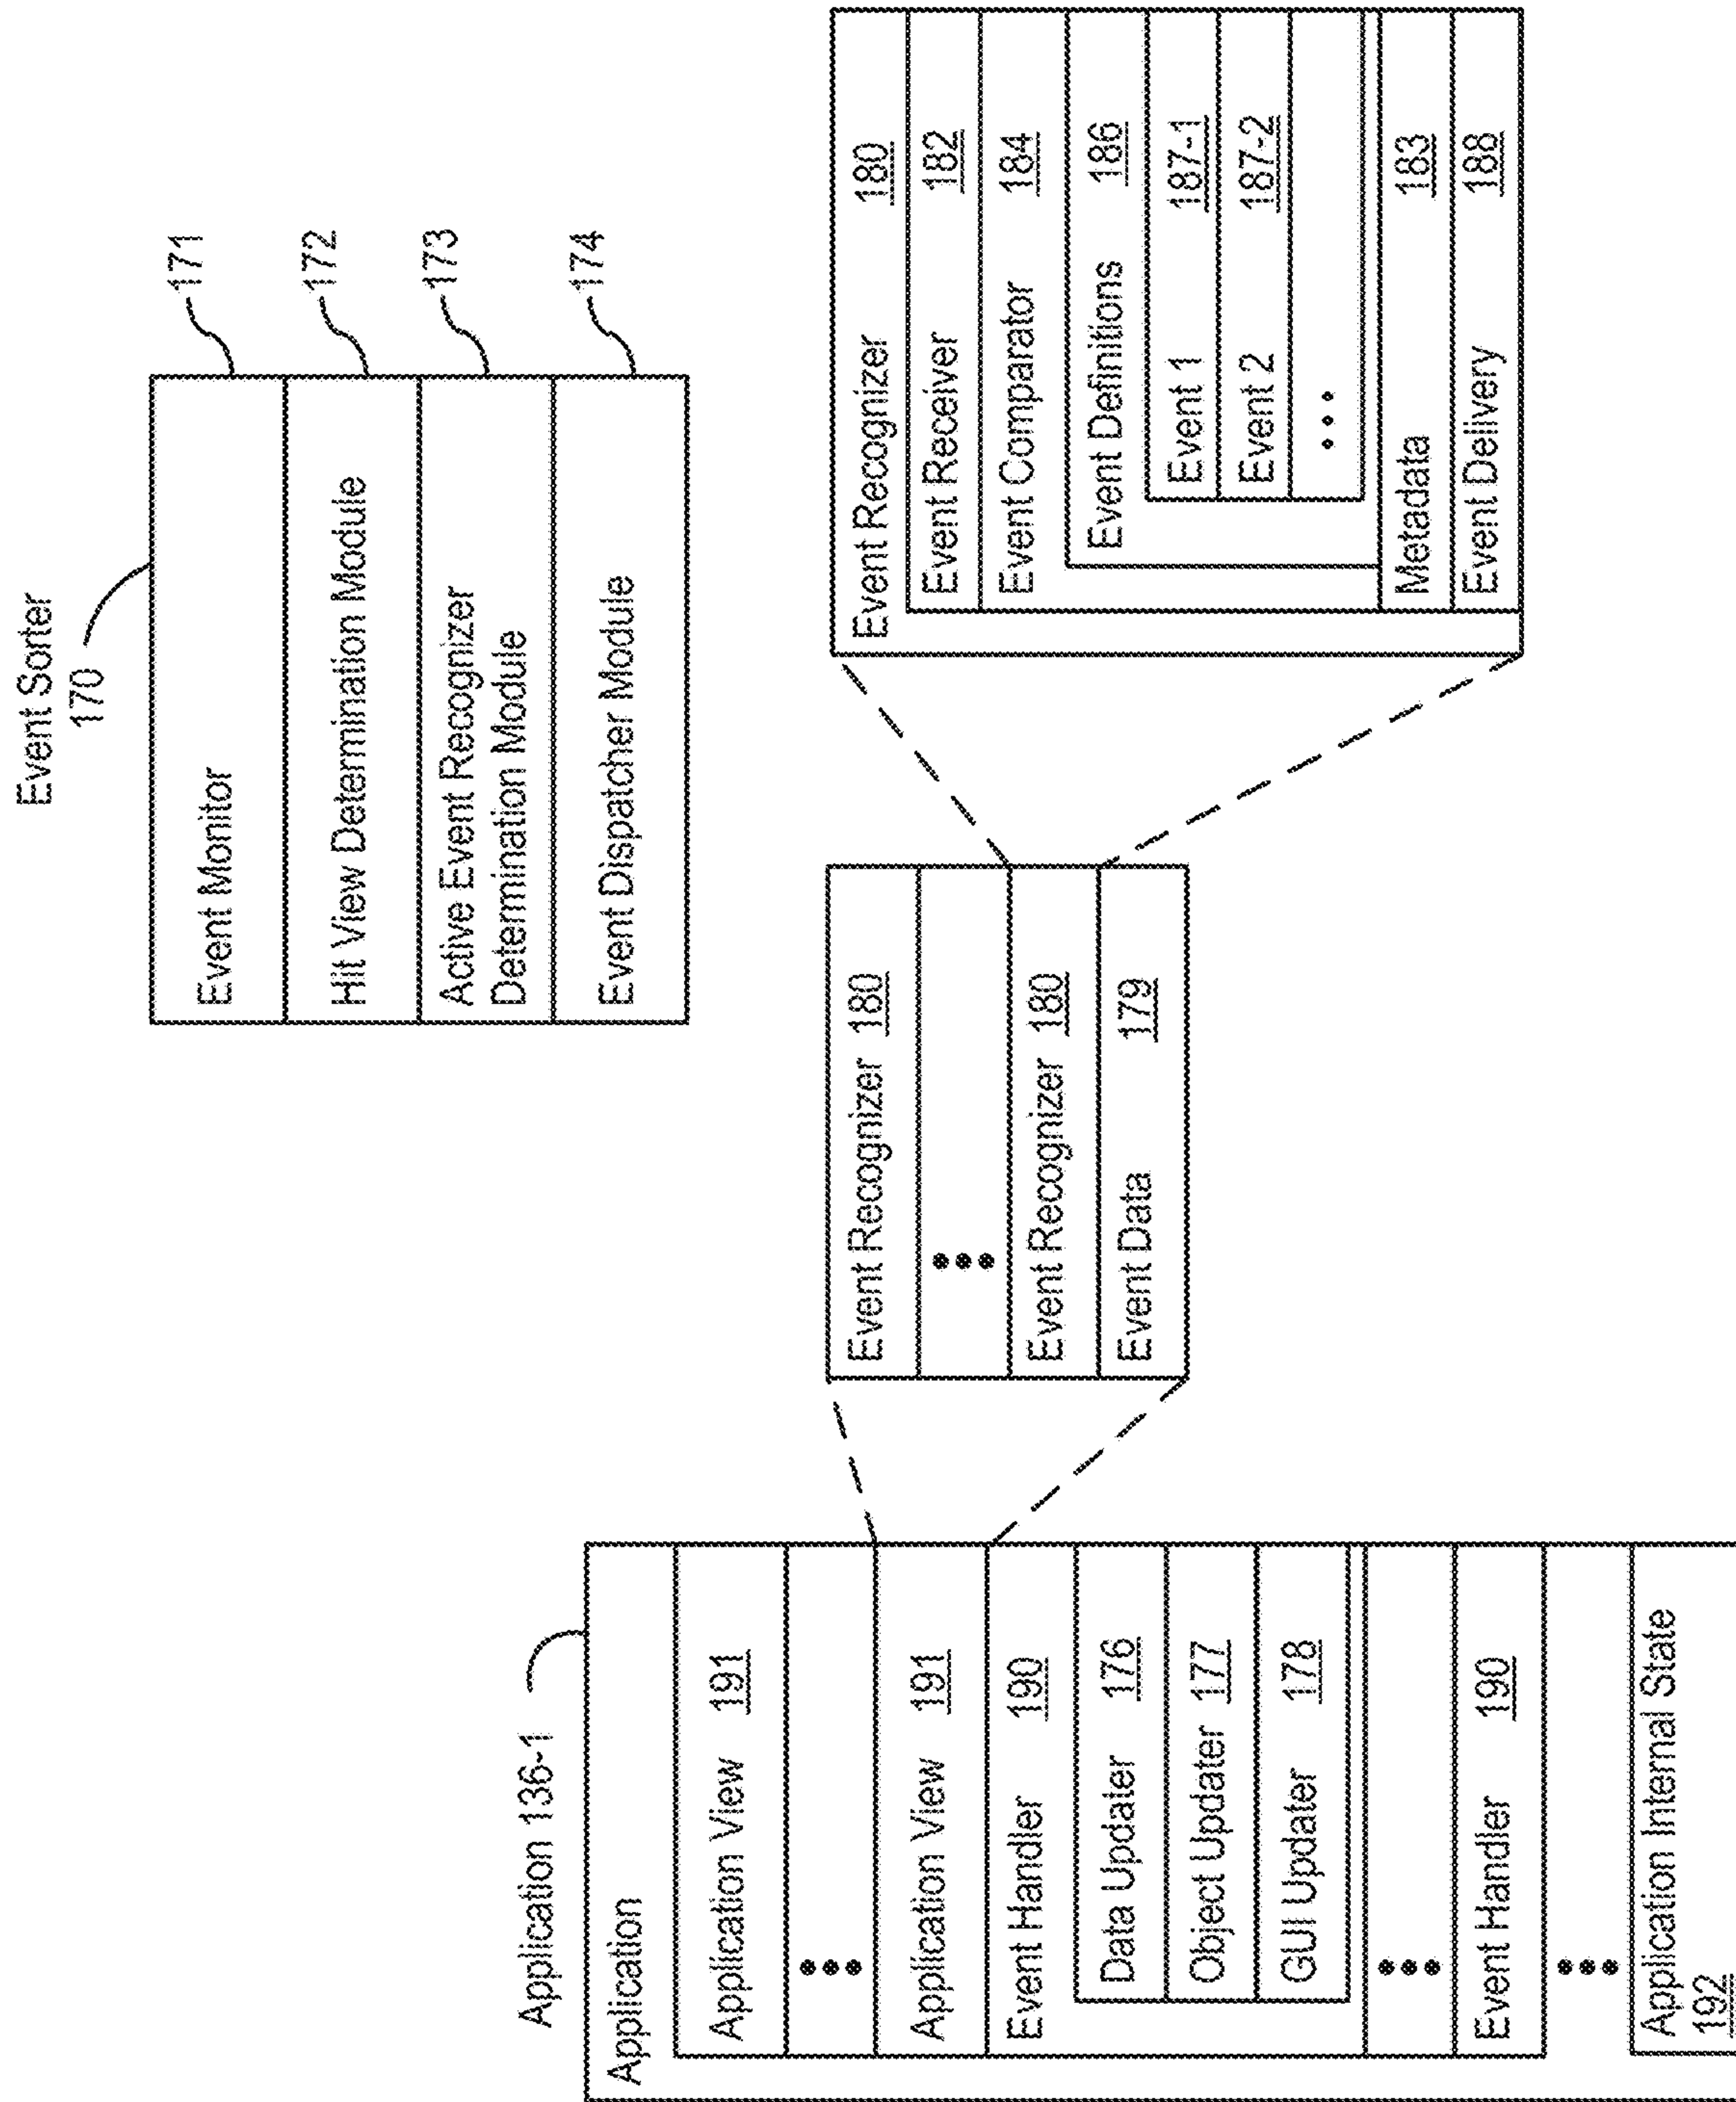 Event Sorter
170
Event Monitor
171
Hit View Determination Module
172
Active Event Recognizer
Determination Module
173
Event Dispatcher Module
174
Application 136-1
Application
Application View 191
•••
Application View 191
Event Handler 190
Data Updater 176
Object Updater 177
GUI Updater 178
•••
Event Handler 190
•••
Application Internal State
192
Event Recognizer 180
•••
Event Recognizer 180
Event Data 179
Event Recognizer 180
Event Receiver 182
Event Comparator 184
Event Definitions 186
Event 1 187-1
Event 2 187-2
•••
Metadata 183
Event Delivery 188